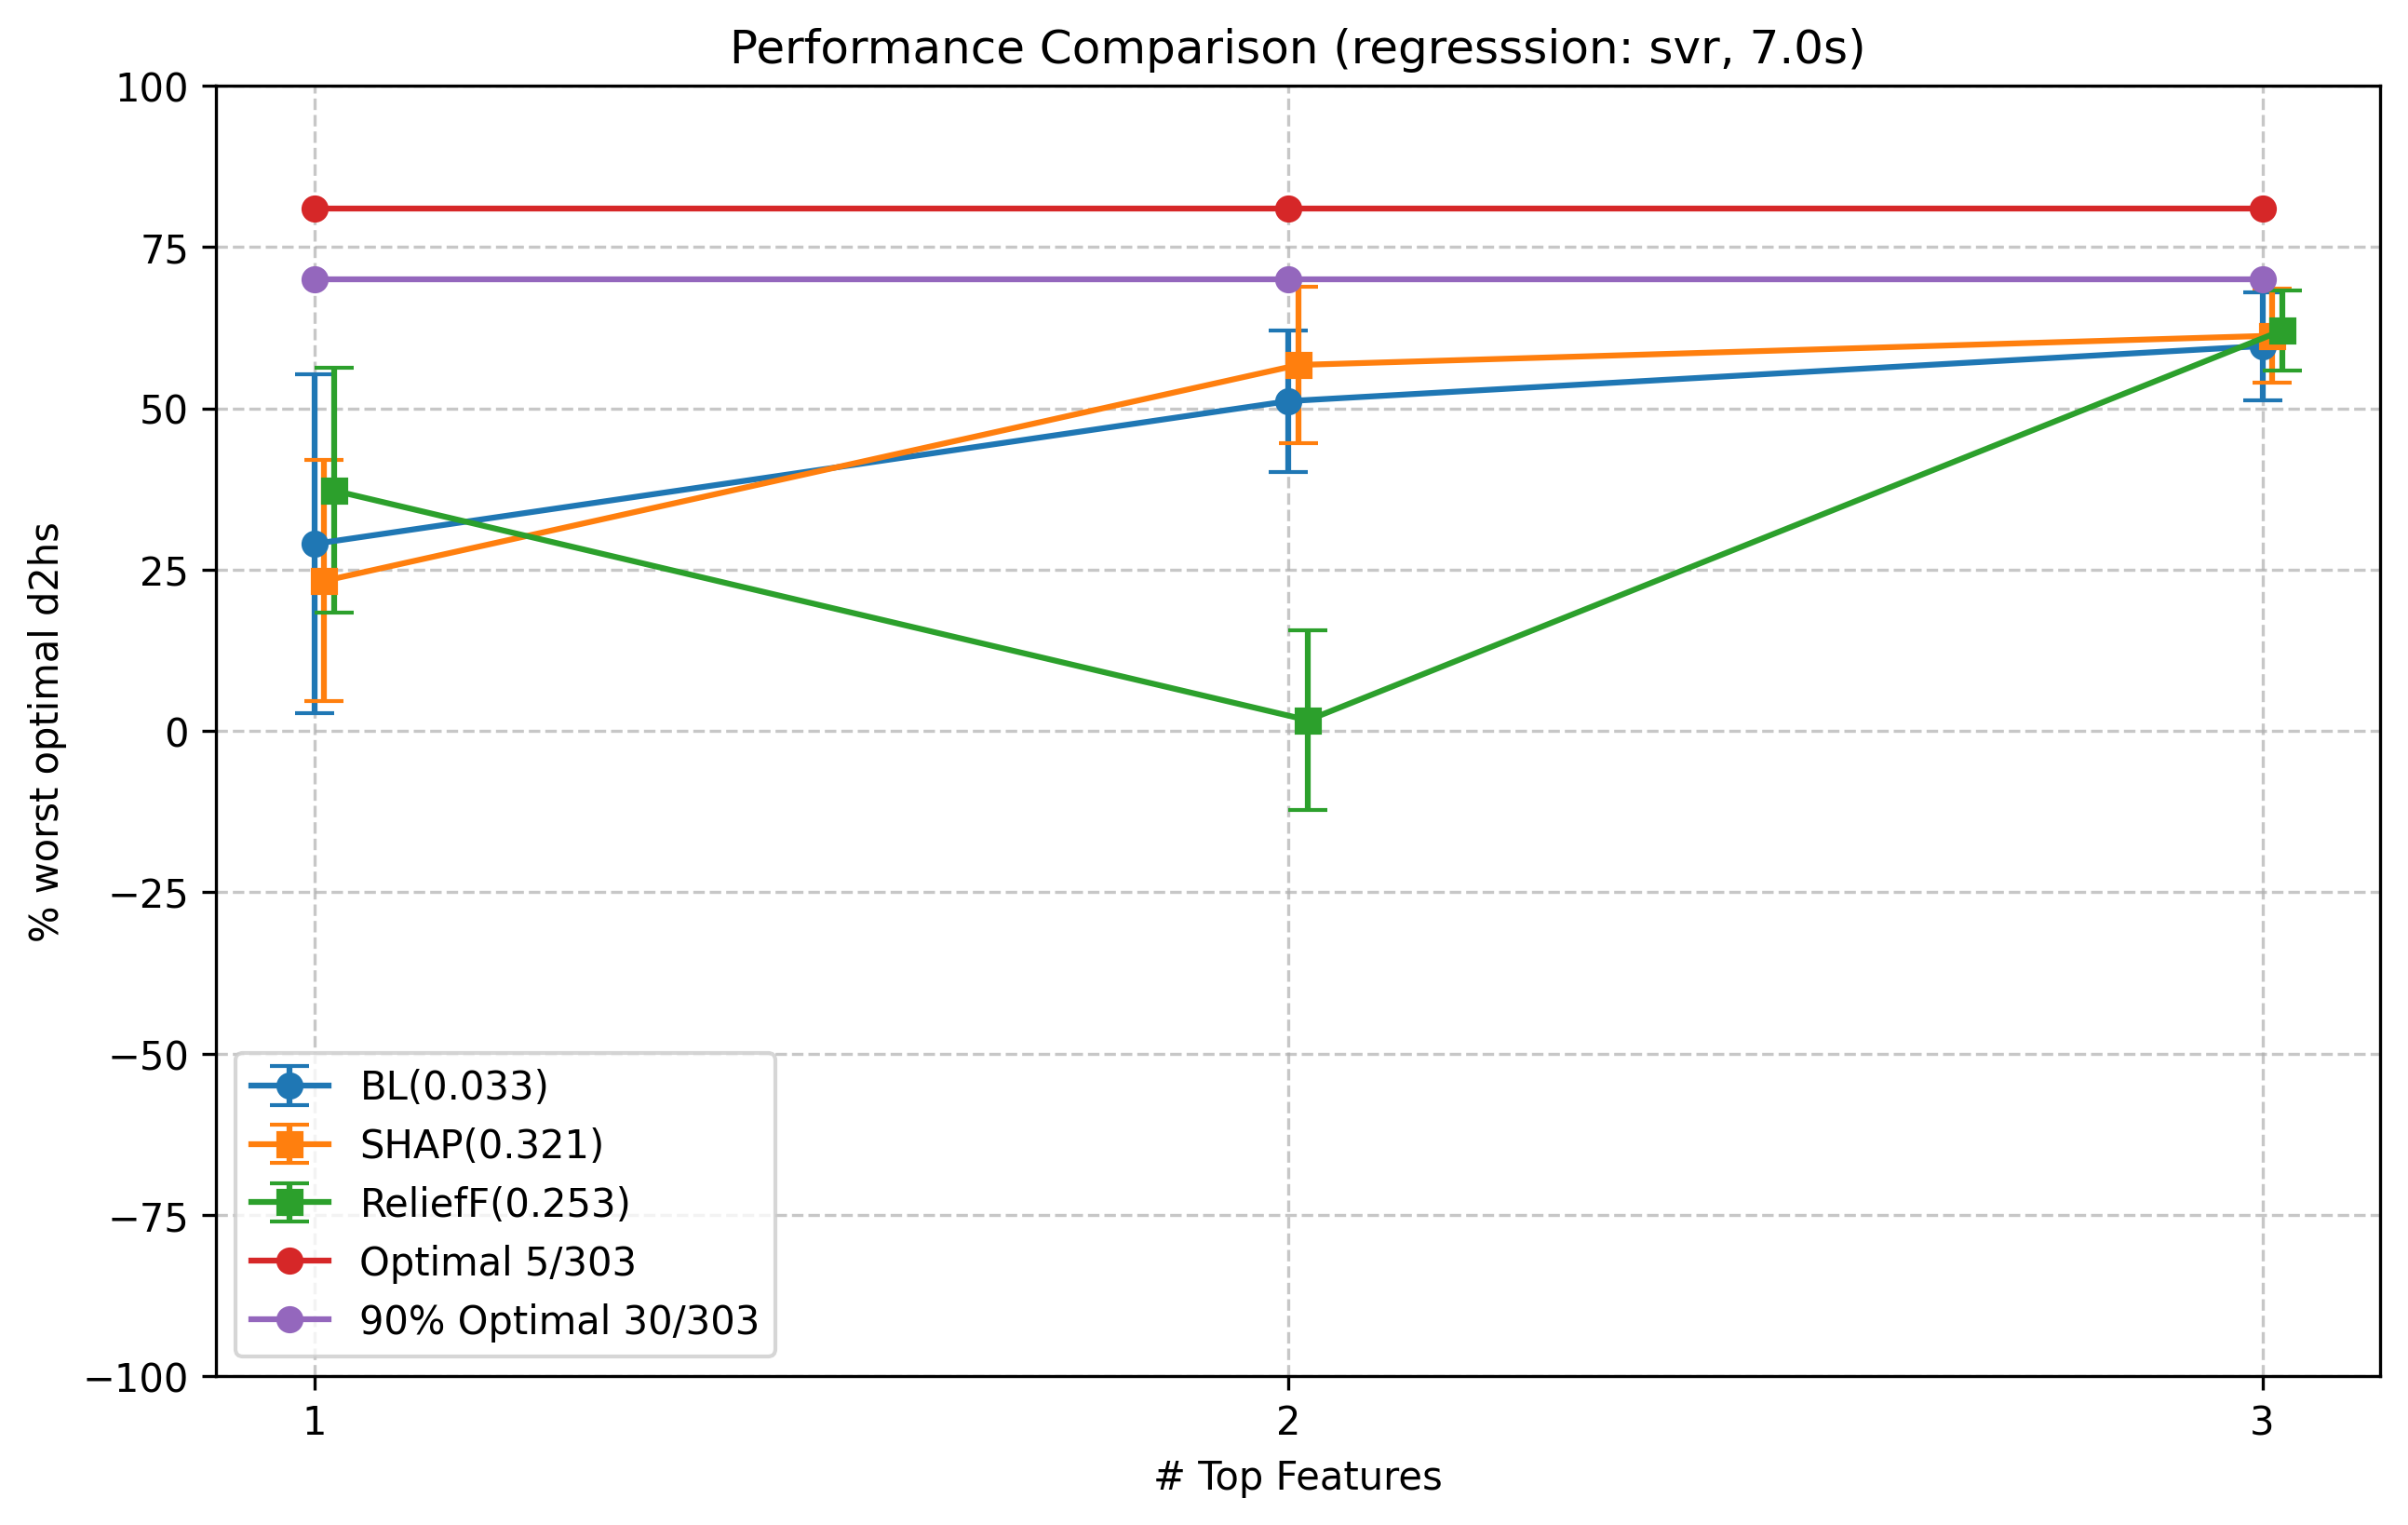 Performance Comparison (regresssion: svr, 7.0s)
% worst optimal d2hs
100
75
50
25
0
−25
−50
−75
−100
BL(0.033)
SHAP(0.321)
ReliefF(0.253)
Optimal 5/303
90% Optimal 30/303
1
2
3
# Top Features